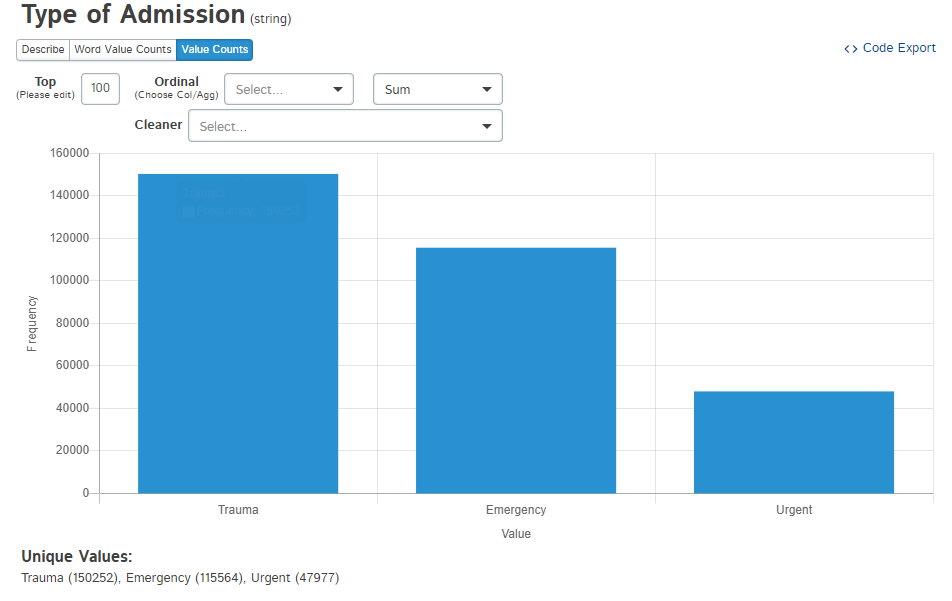 Type of Admission (string)
Describe Word Value Counts Value Counts
<> Code Export
Top
(Please edit)
100
Ordinal
(Choose Col/Agg)
Select...
Sum
Cleaner
Select...
160000
140000
120000
100000
80000
60000
40000
20000
0
Frequency
Trauma Emergency Urgent
Value
Unique Values:
Trauma (150252), Emergency (115564), Urgent (47977)